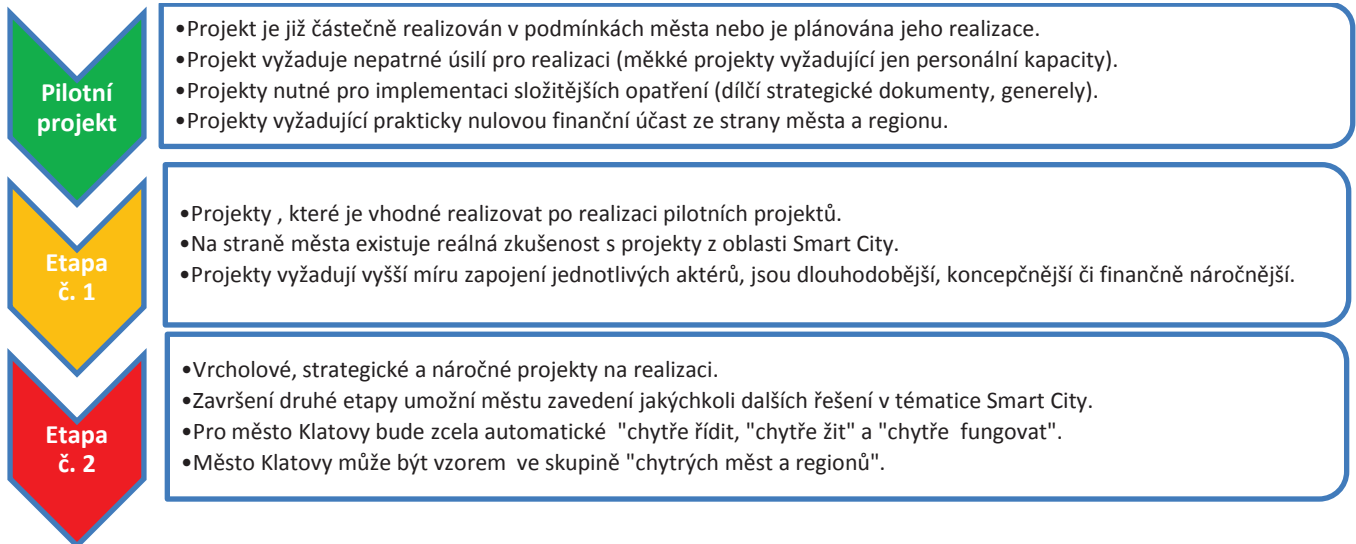 Pilotní
projekt
•Projekt je již částečně realizován v podmínkách města nebo je plánována jeho realizace.
•Projekt vyžaduje nepatrné úsilí pro realizaci (měkké projekty vyžadující jen personální kapacity).
•Projekty nutné pro implementaci složitějších opatření (dílčí strategické dokumenty, generely).
•Projekty vyžadující prakticky nulovou finanční účast ze strany města a regionu.
Etapa
č. 1
•Projekty , které je vhodné realizovat po realizaci pilotních projektů.
•Na straně města existuje reálná zkušenost s projekty z oblasti Smart City.
•Projekty vyžadují vyšší míru zapojení jednotlivých aktérů, jsou dlouhodobější, koncepčnější či finančně náročnější.
Etapa
č. 2
•Vrcholové, strategické a náročné projekty na realizaci.
•Završení druhé etapy umožní městu zavedení jakýchkoli dalších řešení v tématice Smart City.
•Pro město Klatovy bude zcela automatické "chytře řídit, "chytře žit" a "chytře fungovat".
•Město Klatovy může být vzorem ve skupině "chytrých měst a regionů".